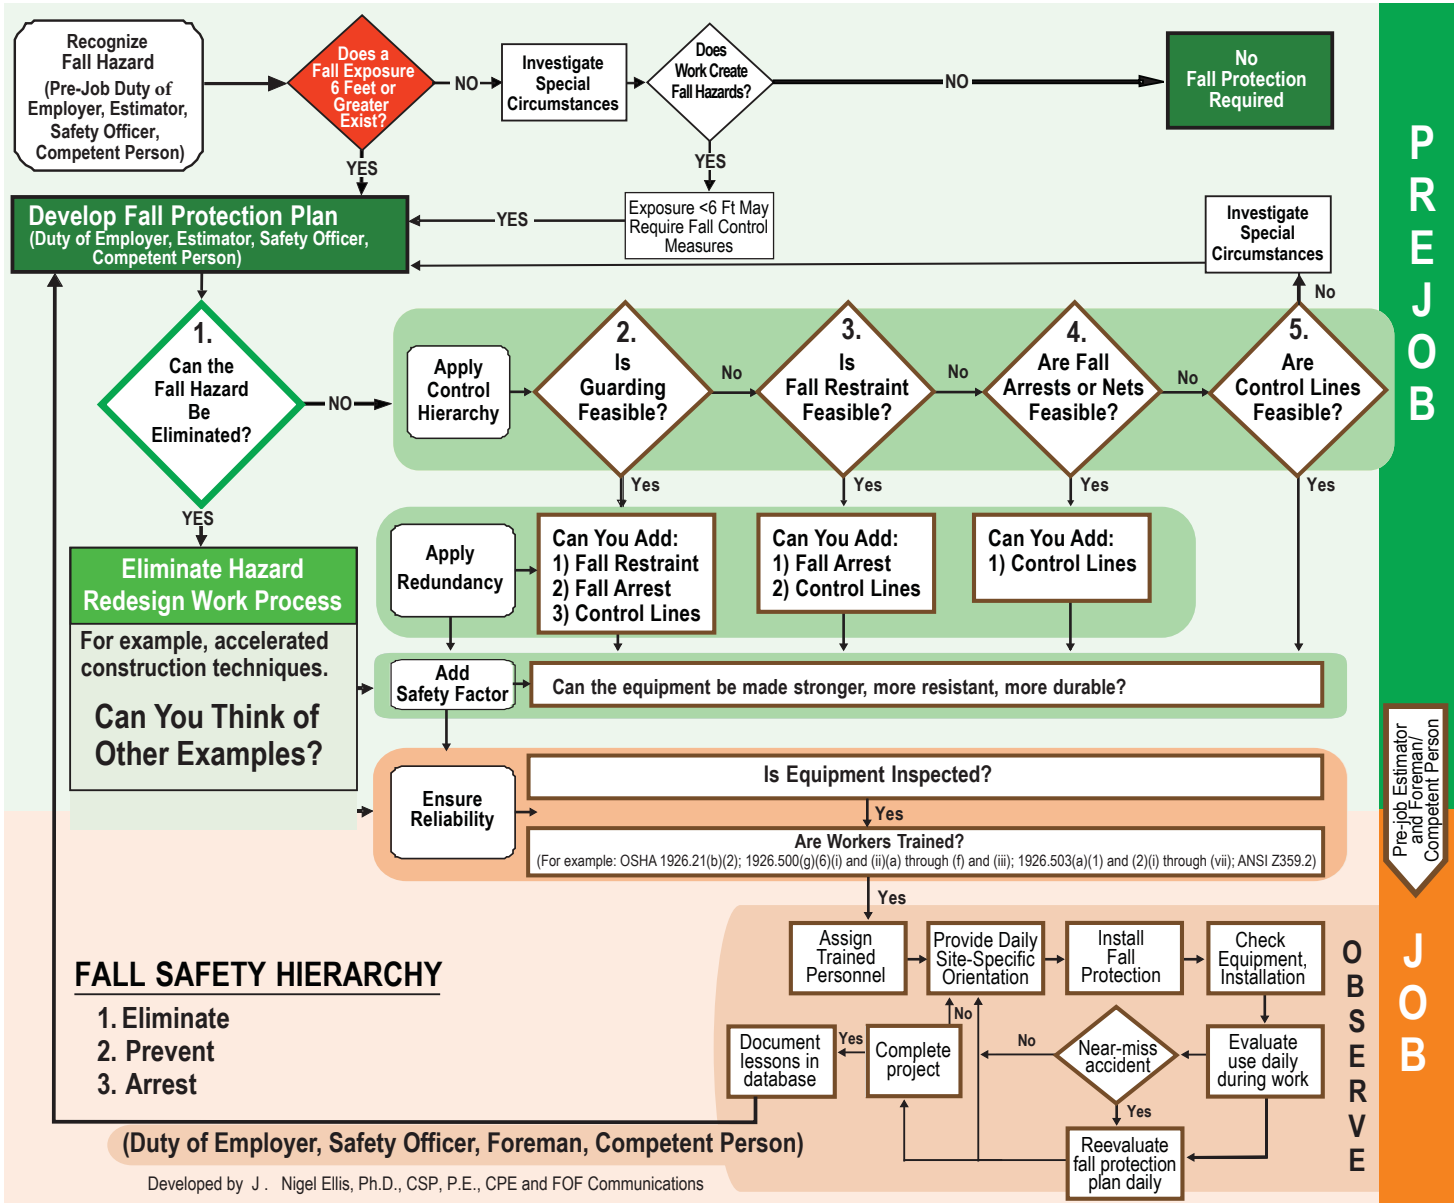 Recognize
Fall Hazard
(Pre-Job Duty of
Employer, Estimator,
Safety Officer,
Competent Person)
Does a
Fall Exposure
6 Feet or
Greater
Exist?
NO
Investigate
Special
Circumstances
Does
Work Create
Fall Hazards?
NO
No
Fall Protection
Required
YES
YES
Develop Fall Protection Plan
(Duty of Employer, Estimator, Safety Officer,
Competent Person)
YES
Exposure <6 Ft May
Require Fall Control
Measures
Investigate
Special
Circumstances
No
1.
Can the
Fall Hazard
Be
Eliminated?
NO
Apply
Control
Hierarchy
2.
Is
Guarding
Feasible?
No
3.
Is
Fall Restraint
Feasible?
No
4.
Are Fall
Arrests or Nets
Feasible?
No
5.
Are
Control Lines
Feasible?
YES
Yes
Yes
Yes
Yes
Eliminate Hazard
Redesign Work Process
For example, accelerated
construction techniques.
Can You Think of
Other Examples?
Apply
Redundancy
Can You Add:
1) Fall Restraint
2) Fall Arrest
3) Control Lines
Can You Add:
1) Fall Arrest
2) Control Lines
Can You Add:
1) Control Lines
Add
Safety Factor
Can the equipment be made stronger, more resistant, more durable?
Ensure
Reliability
Is Equipment Inspected?
Yes
Are Workers Trained?
(For example: OSHA 1926.21(b)(2); 1926.500(g)(6)(i) and (ii)(a) through (f) and (iii); 1926.503(a)(1) and (2)(i) through (vii); ANSI Z359.2)
Yes
Assign
Trained
Personnel
Provide Daily
Site-Specific
Orientation
Install
Fall
Protection
Check
Equipment,
Installation
No
Document
lessons in
database
Yes
Complete
project
No
Near-miss
accident
Evaluate
use daily
during work
Yes
Reevaluate
fall protection
plan daily
OBSERVE
FALL SAFETY HIERARCHY
1. Eliminate
2. Prevent
3. Arrest
(Duty of Employer, Safety Officer, Foreman, Competent Person)
Developed by J . Nigel Ellis, Ph.D., CSP, P.E., CPE and FOF Communications
PREJOB
Pre-job Estimator
and Foreman/
Competent Person
JOB